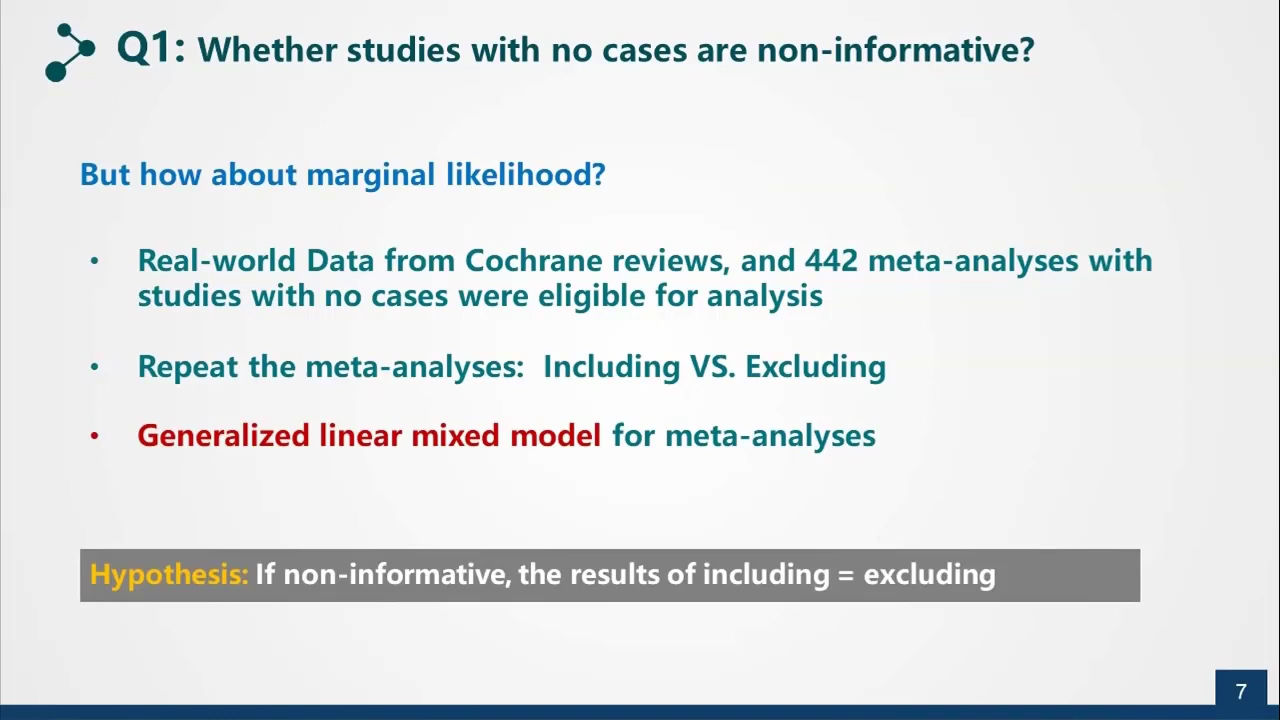 Q1: Whether studies with no cases are non-informative?
But how about marginal likelihood?
• Real-world Data from Cochrane reviews, and 442 meta-analyses with
studies with no cases were eligible for analysis
• Repeat the meta-analyses: Including VS. Excluding
• Generalized linear mixed model for meta-analyses
Hypothesis: If non-informative, the results of including = excluding
7